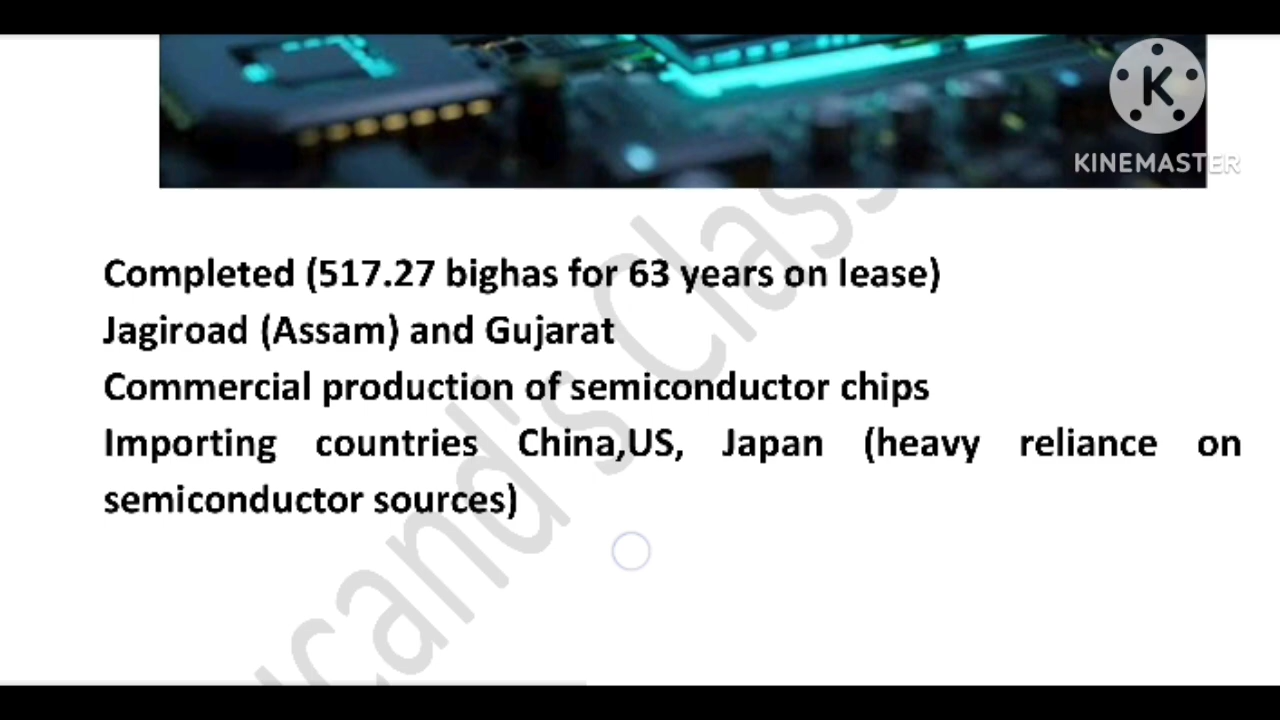 K
KINEMASTER
Completed (517.27 bighas for 63 years on lease)
Jagiroad (Assam) and Gujarat
Commercial production of semiconductor chips
Importing countries China,US, Japan (heavy reliance on
semiconductor sources)